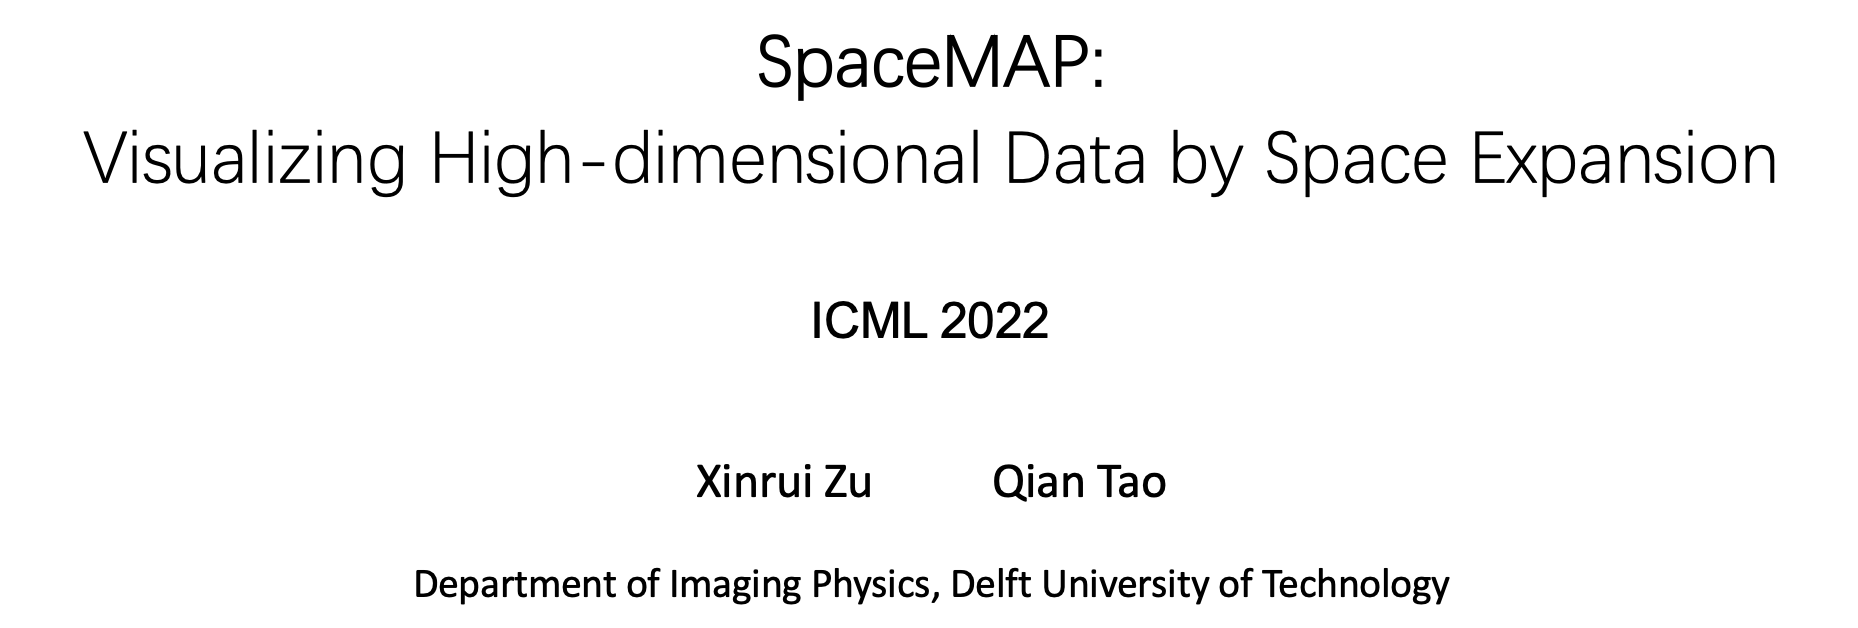 SpaceMAP:
Visualizing High-dimensional Data by Space Expansion
ICML 2022
Xinrui Zu Qian Tao
Department of Imaging Physics, Delft University of Technology